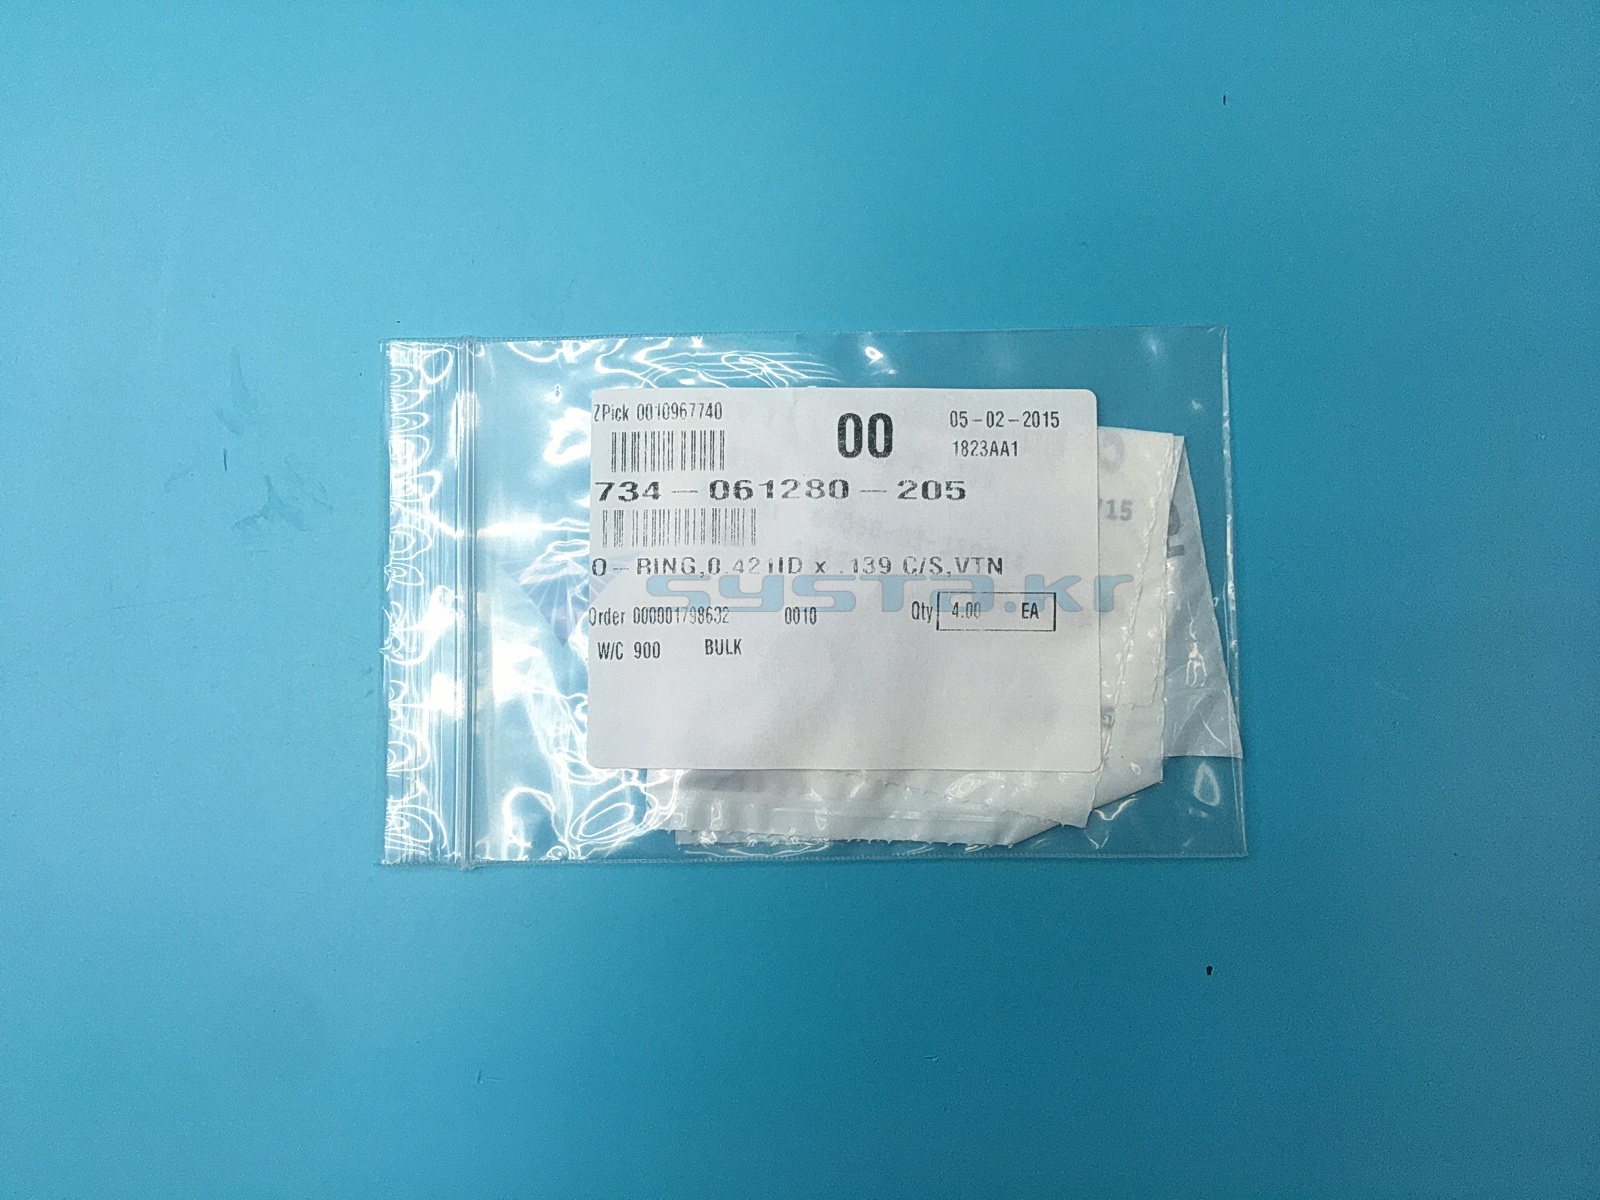 ZPick 0010967740
00
05-02-2015
1823AA1
734-061280-205
O-RING,0.421ID x .139 C/S,VTN
systa.kr
Order 000001798632 0010 Qty 4.00 EA
W/C 900 BULK
/15